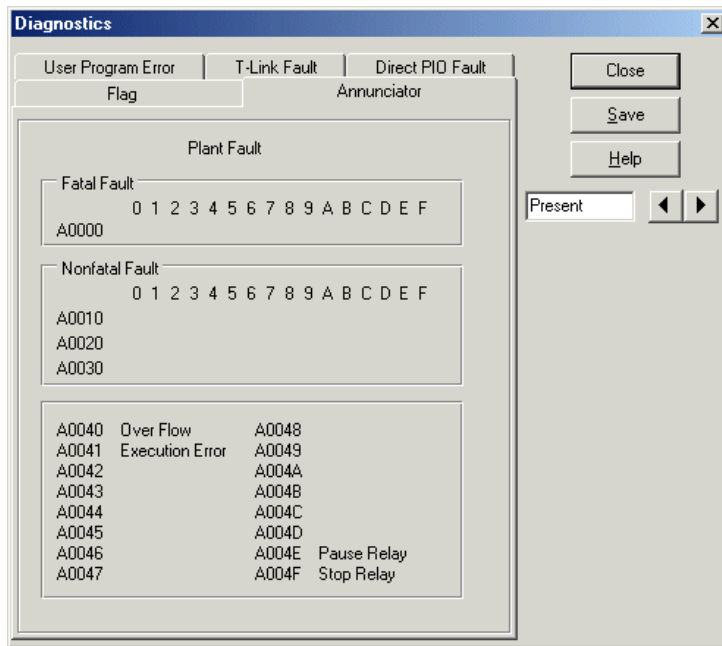 Diagnostics
User Program Error T-Link Fault Direct PIO Fault
Flag Annunciator
Close
Save
Help
Present
Plant Fault
Fatal Fault
0 1 2 3 4 5 6 7 8 9 A B C D E F
A0000
Nonfatal Fault
0 1 2 3 4 5 6 7 8 9 A B C D E F
A0010
A0020
A0030
A0040 Over Flow A0048
A0041 Execution Error A0049
A0042 A004A
A0043 A004B
A0044 A004C
A0045 A004D
A0046 A004E Pause Relay
A0047 A004F Stop Relay